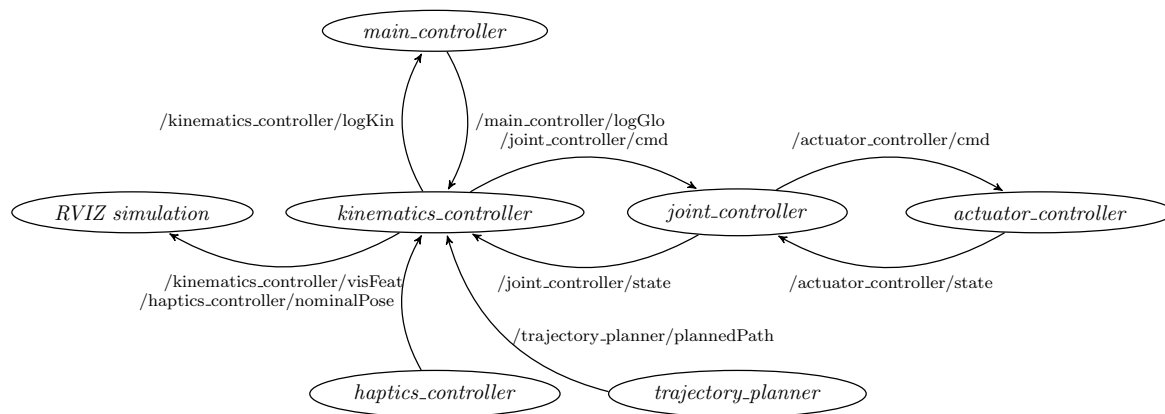 main_controller
/kinematics_controller/logKin
/main_controller/logGlo
/joint_controller/cmd
/actuator_controller/cmd
RVIZ simulation
kinematics_controller
joint_controller
actuator_controller
/kinematics_controller/visFeat
/joint_controller/state
/actuator_controller/state
/haptics_controller/nominalPose
/trajectory_planner/plannedPath
haptics_controller
trajectory_planner